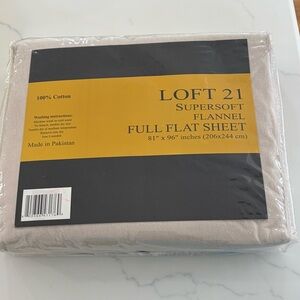 100% Cotton
Washing instructions:
Made in Pakistan
LOFT 21
SUPERSOFT
FLANNEL
FULL FLAT SHEET
81" x 96" inches (206x244 cm)